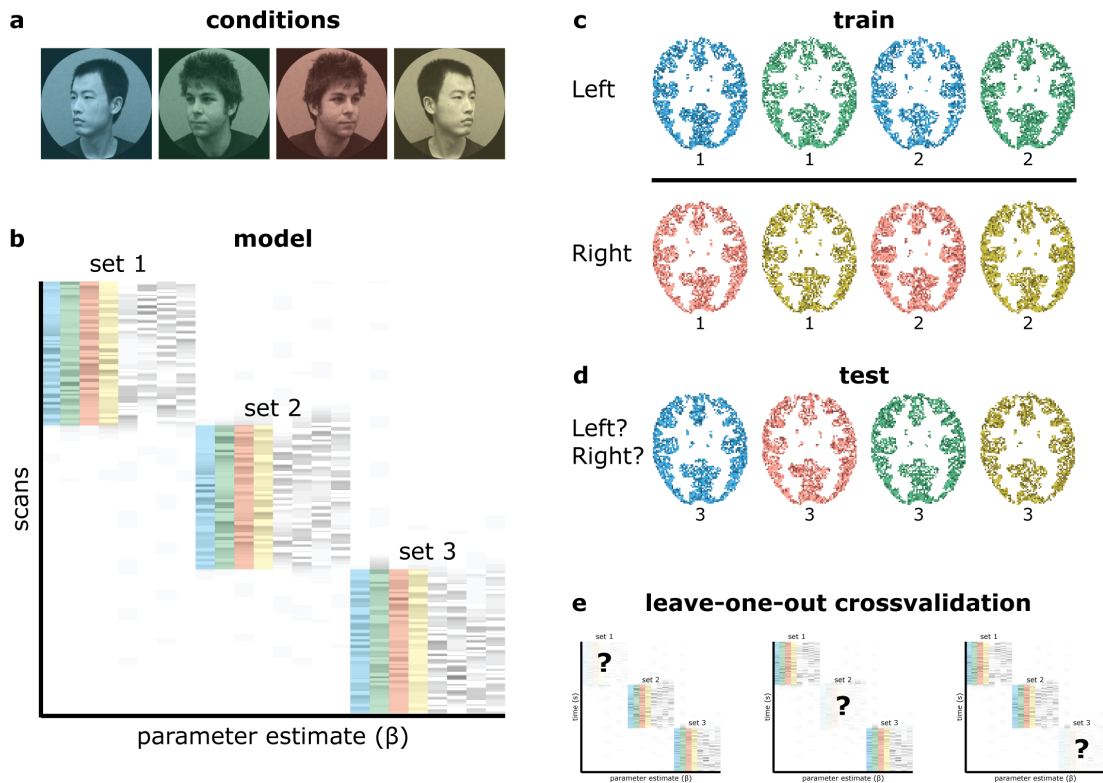 a
conditions
b
model
set 1
set 2
set 3
scans
parameter estimate (β)
c
train
Left
1
1
2
2
Right
1
1
2
2
d
test
Left?
Right?
3
3
3
3
e
leave-one-out crossvalidation
set 1
?
set 2
set 3
time (s)
parameter estimate (β)
set 1
set 2
?
set 3
time (s)
parameter estimate (β)
set 1
set 2
set 3
?
time (s)
parameter estimate (β)